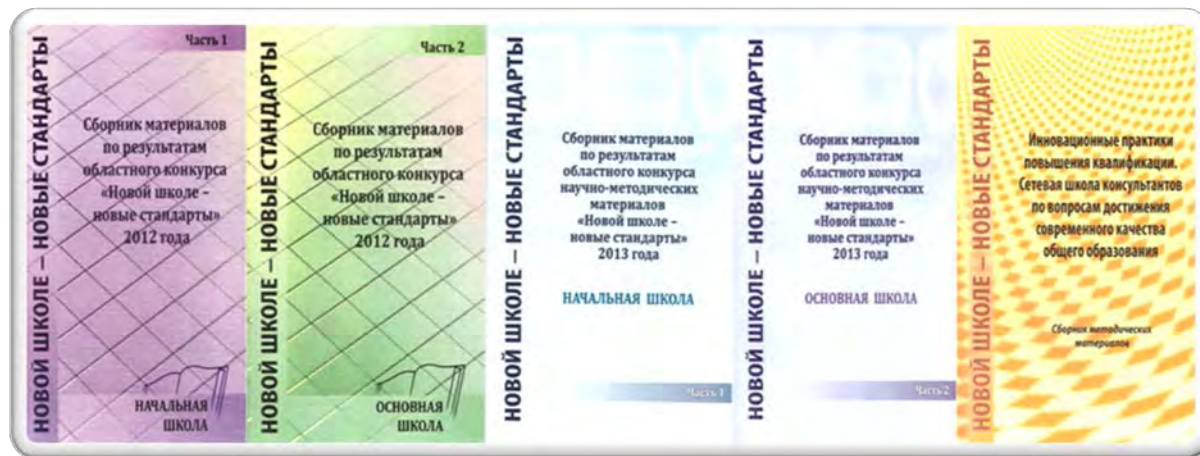 НОВОЙ ШКОЛЕ – НОВЫЕ СТАНДАРТЫ
Часть 1
Сборник материалов
по результатам
областного конкурса
«Новой школе –
новые стандарты»
2012 года
НАЧАЛЬНАЯ
ШКОЛА
НОВОЙ ШКОЛЕ – НОВЫЕ СТАНДАРТЫ
Часть 2
Сборник материалов
по результатам
областного конкурса
«Новой школе –
новые стандарты»
2012 года
ОСНОВНАЯ
ШКОЛА
НОВОЙ ШКОЛЕ – НОВЫЕ СТАНДАРТЫ
Сборник материалов
по результатам
областного конкурса
научно-методических
материалов
«Новой школе –
новые стандарты»
2013 года
НАЧАЛЬНАЯ ШКОЛА
Часть 1
НОВОЙ ШКОЛЕ – НОВЫЕ СТАНДАРТЫ
Сборник материалов
по результатам
областного конкурса
научно-методических
материалов
«Новой школе –
новые стандарты»
2013 года
ОСНОВНАЯ ШКОЛА
Часть 2
НОВОЙ ШКОЛЕ – НОВЫЕ СТАНДАРТЫ
Инновационные практики
повышения квалификации.
Сетевая школа консультантов
по вопросам достижения
современного качества
общего образования
Сборник методических
материалов